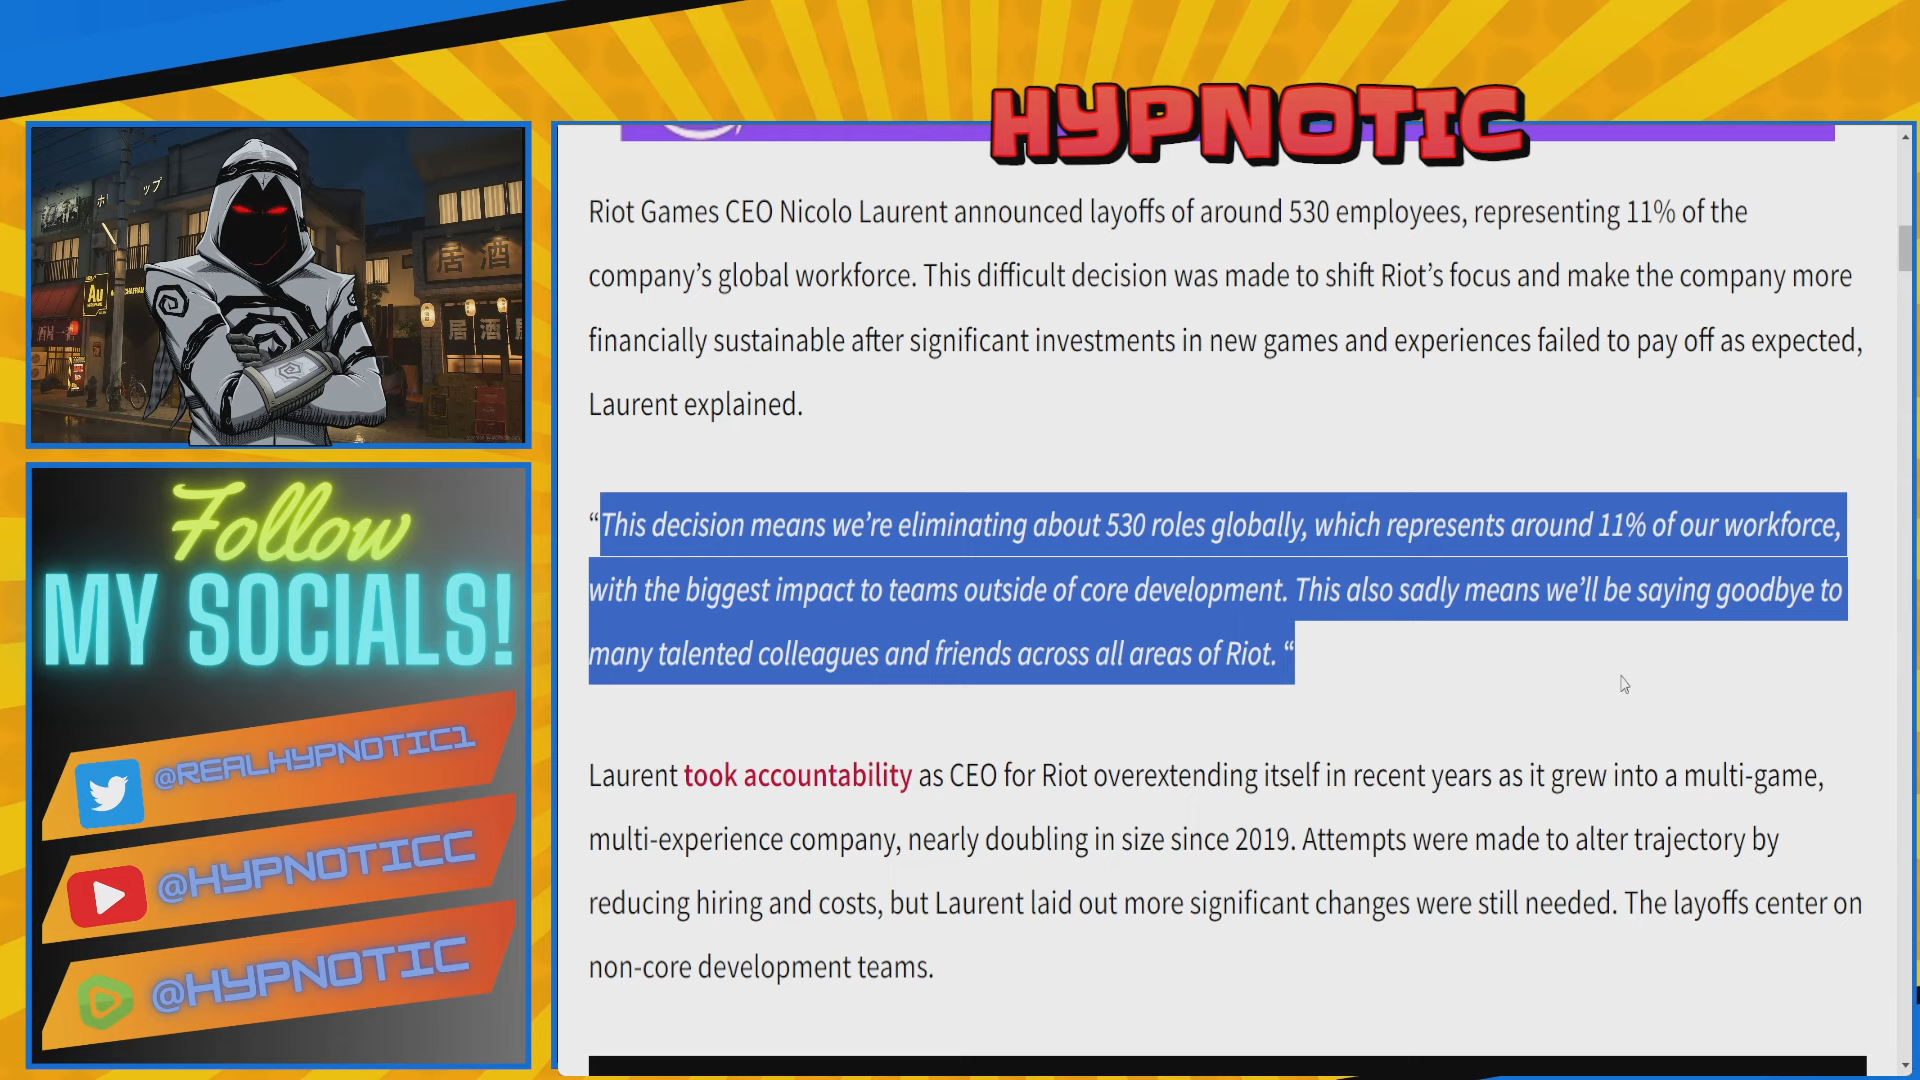 HYPNOTIC
ホ ップ
居 酒
Au
居 酒
Follow
MY SOCIALS!
@REALHYPNOTIC1
@HYPNOTICC
@HYPNOTIC
Riot Games CEO Nicolo Laurent announced layoffs of around 530 employees, representing 11% of the
company’s global workforce. This difficult decision was made to shift Riot’s focus and make the company more
financially sustainable after significant investments in new games and experiences failed to pay off as expected,
Laurent explained.
“This decision means we’re eliminating about 530 roles globally, which represents around 11% of our workforce,
with the biggest impact to teams outside of core development. This also sadly means we’ll be saying goodbye to
many talented colleagues and friends across all areas of Riot. “
Laurent took accountability as CEO for Riot overextending itself in recent years as it grew into a multi-game,
multi-experience company, nearly doubling in size since 2019. Attempts were made to alter trajectory by
reducing hiring and costs, but Laurent laid out more significant changes were still needed. The layoffs center on
non-core development teams.